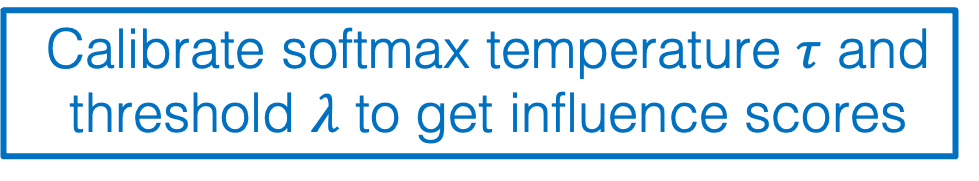 Calibrate softmax temperature 𝝉 and
threshold 𝝀 to get influence scores